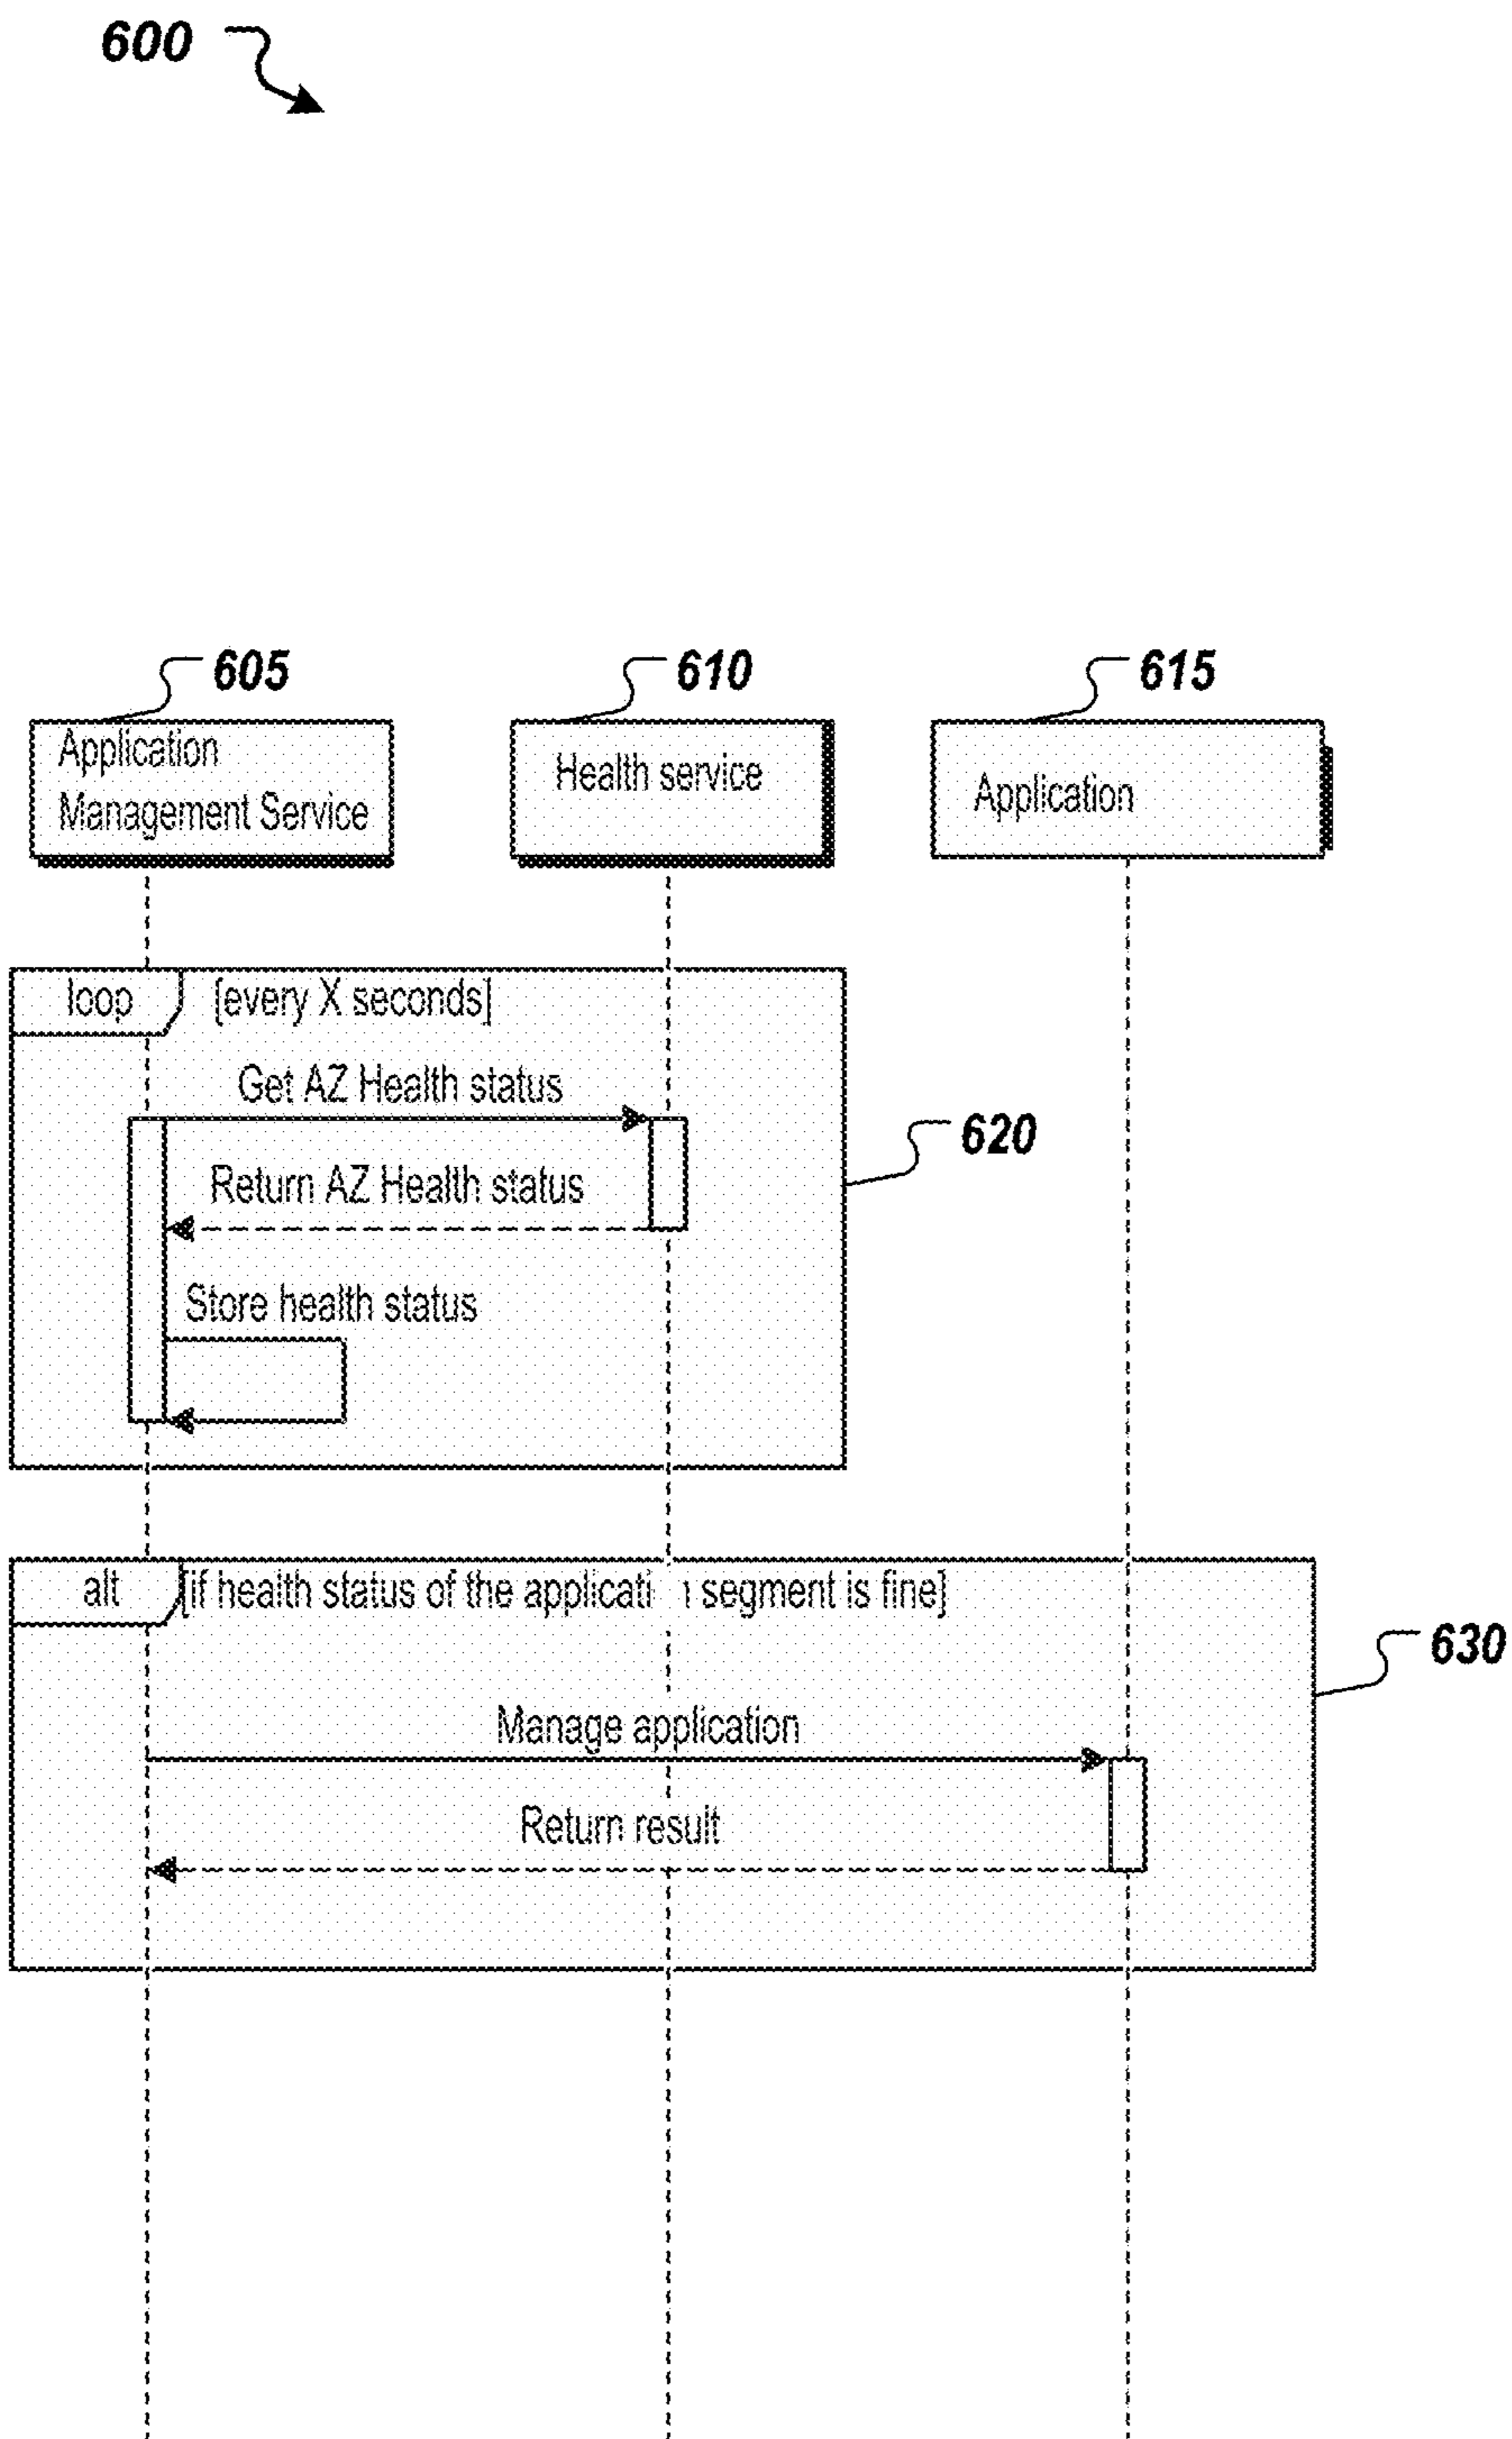 600
605
610
615
Application
Management Service
Health service
Application
loop
[every X seconds]
Get AZ Health status
620
Return AZ Health status
Store health status
alt
[if health status of the segment is fine]
630
Manage application
Return result